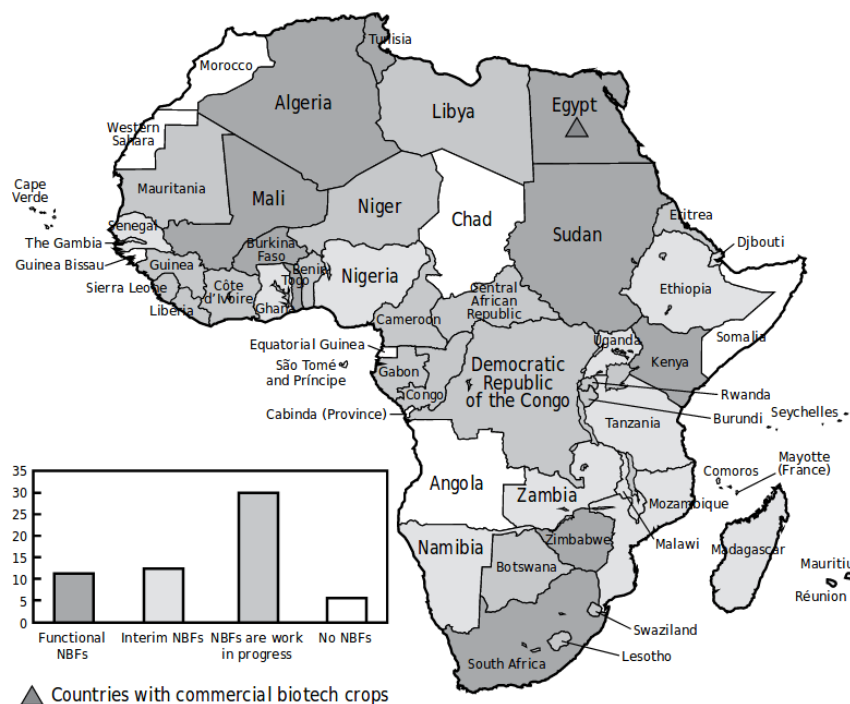 Tunisia
Morocco
Algeria
Libya
Egypt
Western
Sahara
Mauritania
Mali
Niger
Chad
Sudan
Eritrea
Cape
Verde
Senegal
The Gambia
Guinea Bissau
Guinea
Sierra Leone
Liberia
Côte
d'Ivoire
Burkina
Faso
Ghana
Togo
Benin
Nigeria
Djibouti
Ethiopia
Central
African
Republic
Cameroon
Somalia
Equatorial Guinea
São Tomé
and Príncipe
Gabon
Congo
Democratic
Republic
of the Congo
Uganda
Kenya
Rwanda
Burundi
Cabinda (Province)
Tanzania
Seychelles
Comoros
Mayotte
(France)
Angola
Zambia
Mozambique
Malawi
Namibia
Zimbabwe
Botswana
Madagascar
Mauritiu
Réunion
Swaziland
Lesotho
South Africa
35
30
25
20
15
10
5
0
Functional
NBFs
Interim NBFs
NBFs are work
in progress
No NBFs
Countries with commercial biotech crops